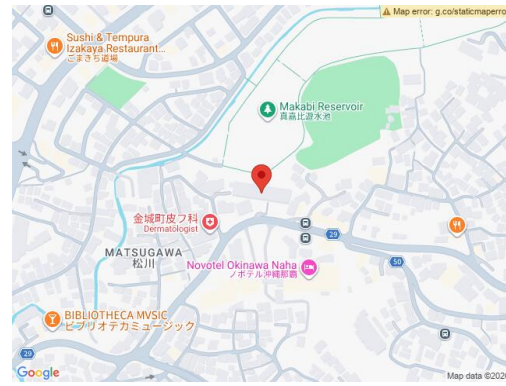 Sushi & Tempura
Izakaya Restaurant...
ごまきち道場
Map error: g.co/staticmaperro
Makabi Reservoir
真嘉比遊水池
金城町皮フ科
Dermatologist
29
MATSUGAWA
松川
Novotel Okinawa Naha
ノボテル沖縄那覇
50
BIBLIOTHECA MVSIC
ビブリオテカミュージック
29
Google
Map data ©2026